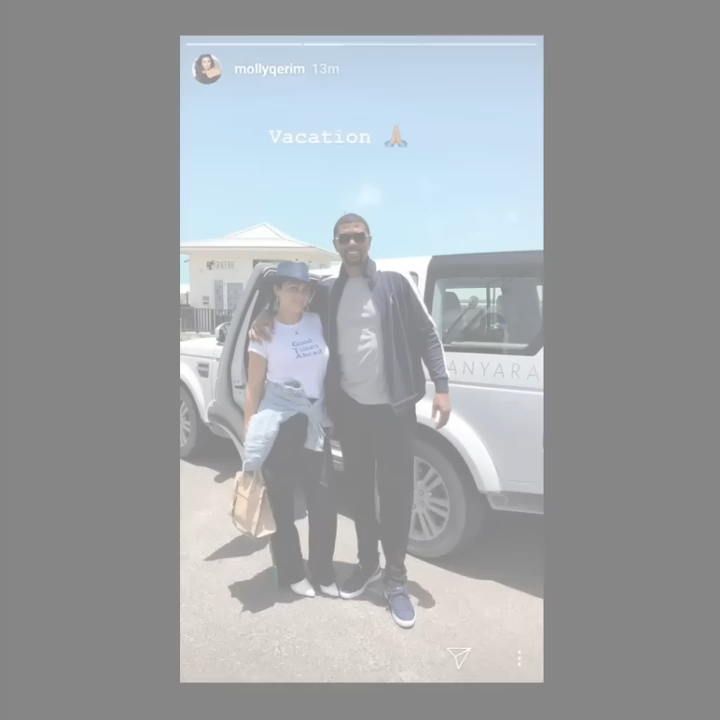 mollyqerim 13m
Vacation 🙏🏽
Good
Times
Ahead
ANYARA